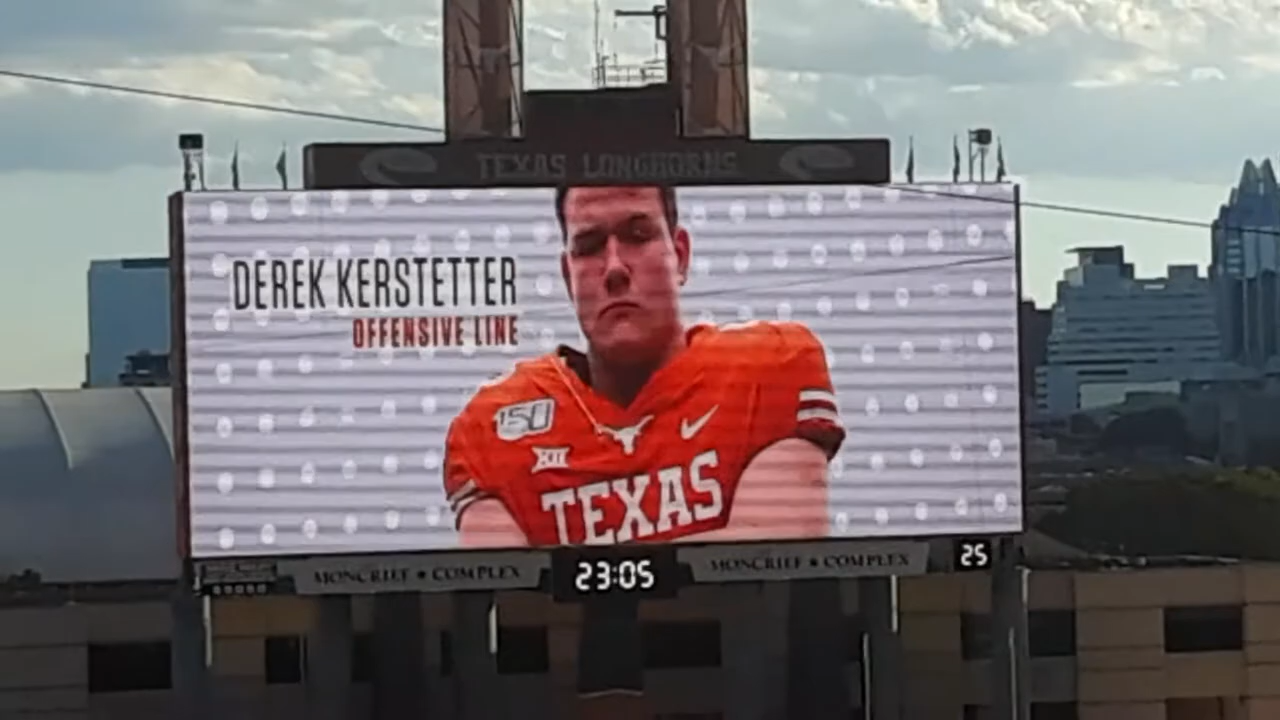 TEXAS LONGHORNS
DEREK KERSTETTER
OFFENSIVE LINE
150
XII
TEXAS
MONCRIEF ★ COMPLEX
23:05
MONCRIEF ★ COMPLEX
25